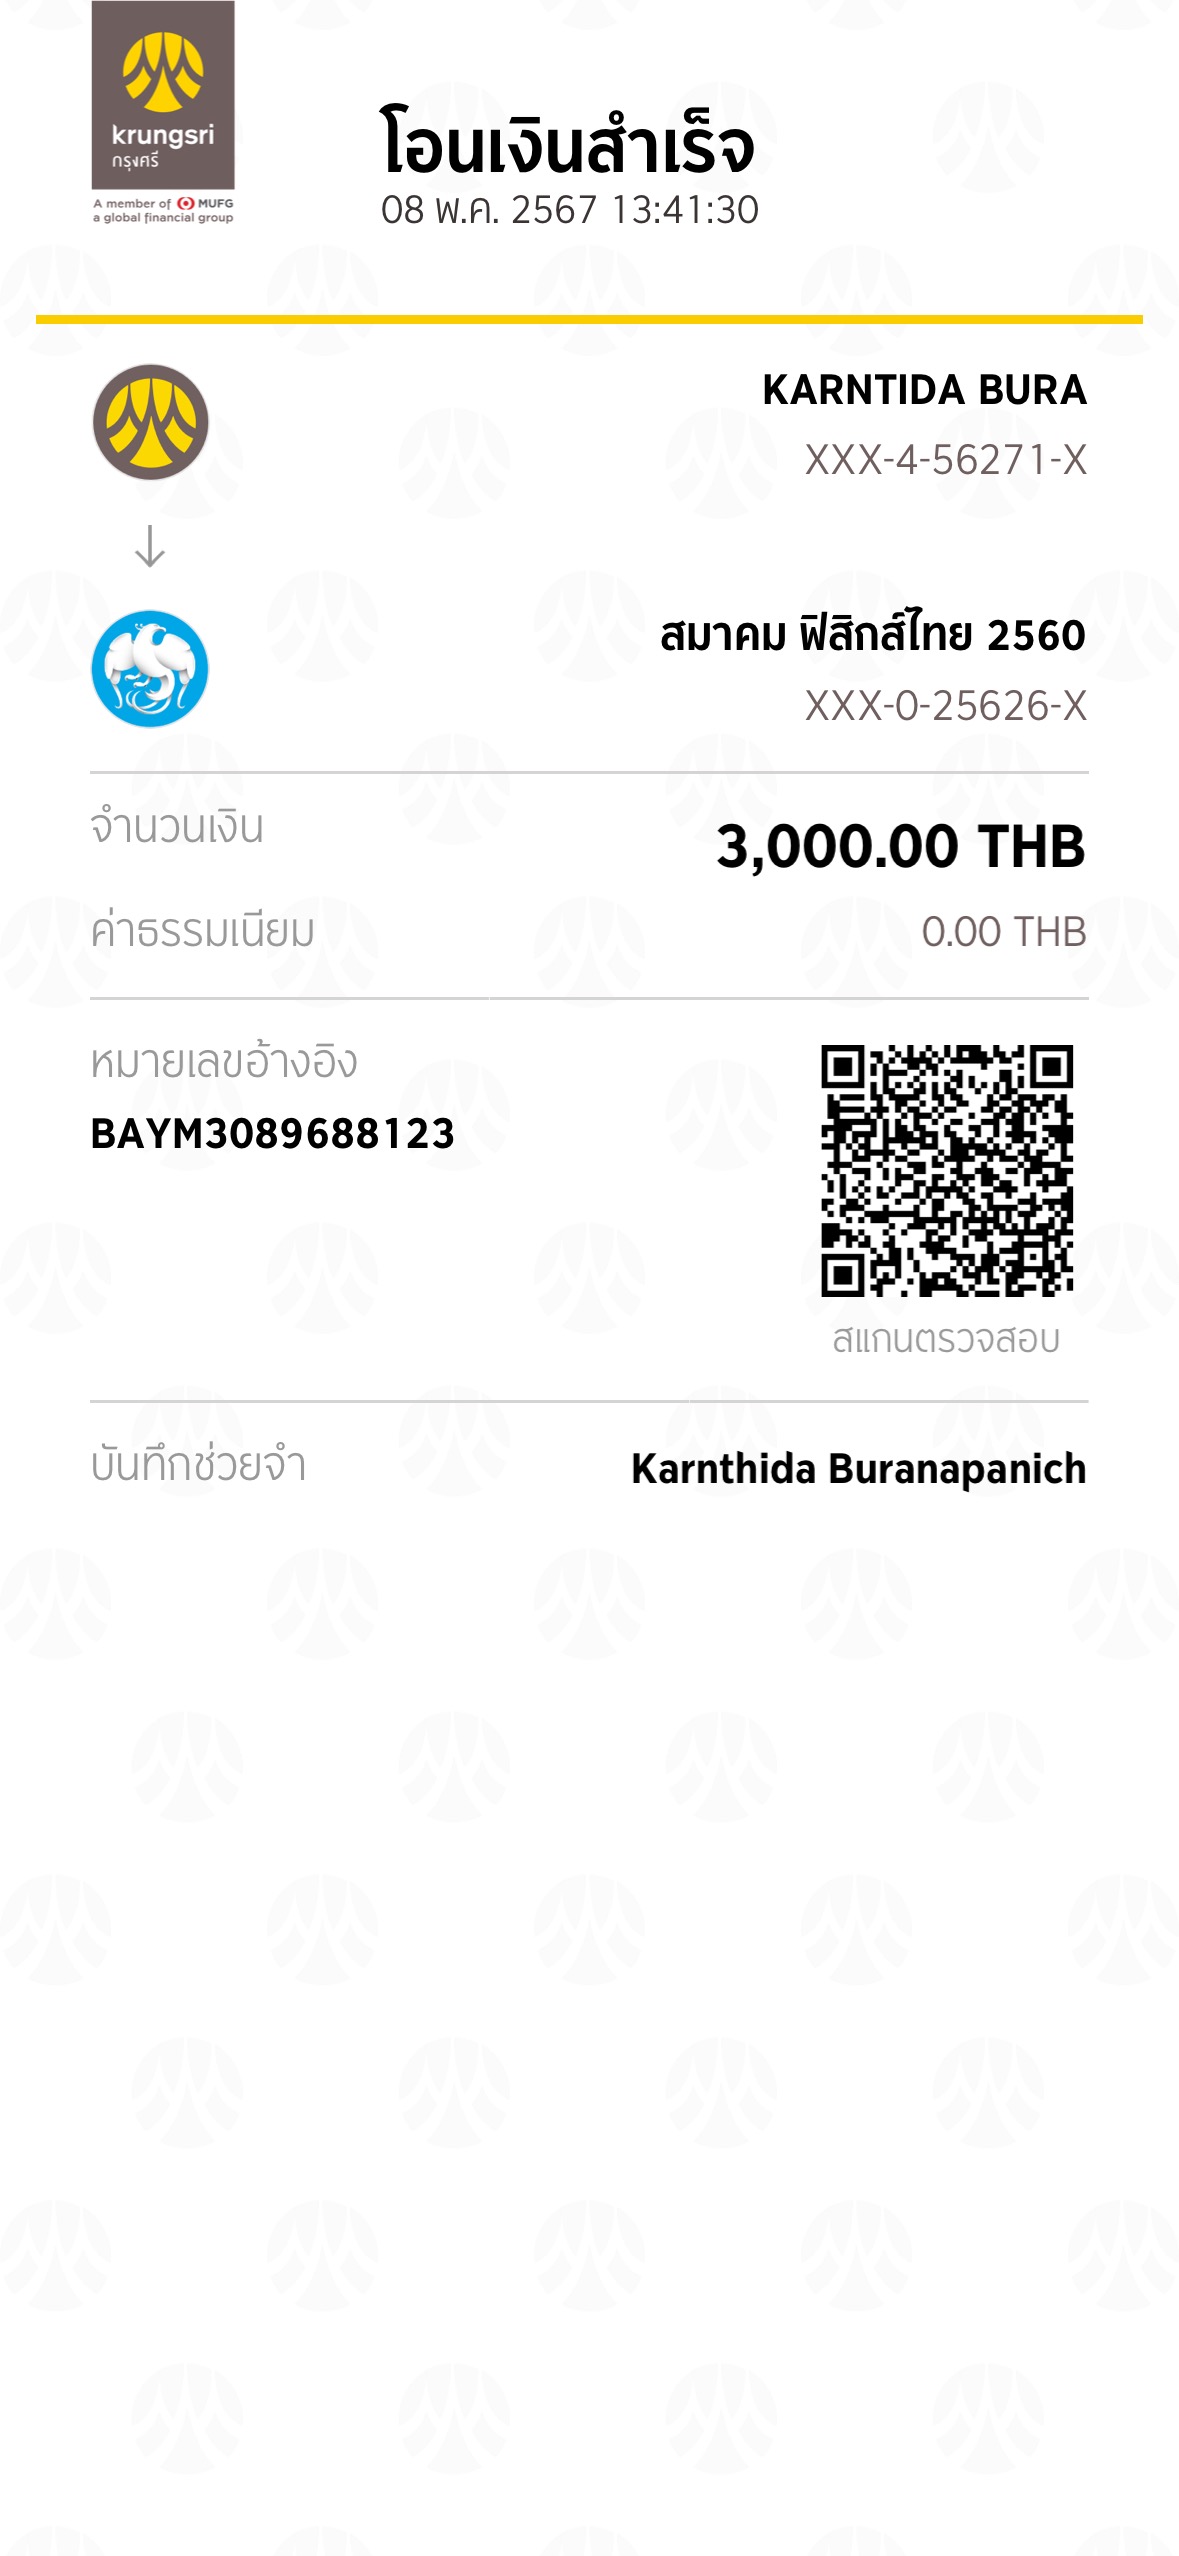 krungsri
กรุงศรี
A member of MUFG
a global financial group
โอนเงินสำเร็จ
08 พ.ค. 2567 13:41:30
KARNTIDA BURA
XXX-4-56271-X
สมาคม ฟิสิกส์ไทย 2560
XXX-0-25626-X
จำนวนเงิน
3,000.00 THB
ค่าธรรมเนียม
0.00 THB
หมายเลขอ้างอิง
BAYM3089688123
สแกนตรวจสอบ
บันทึกช่วยจำ
Karnthida Buranapanich